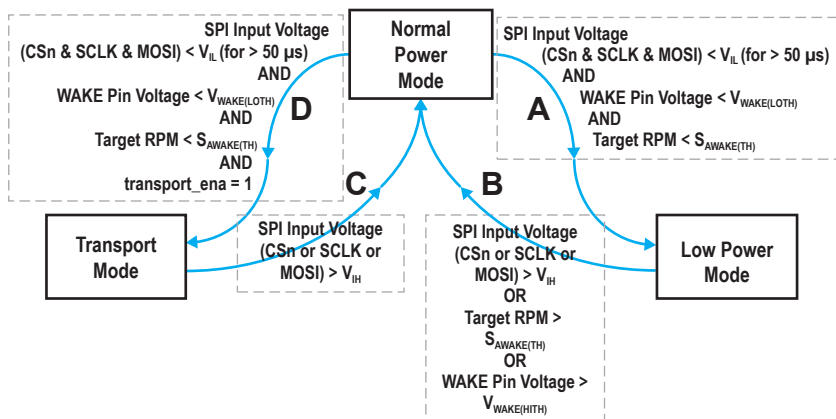 SPI Input Voltage
(CSn & SCLK & MOSI) < VIL (for > 50 µs)
AND
WAKE Pin Voltage < VWAKE(LOTH)
AND
Target RPM < SAWAKE(TH)
AND
transport_ena = 1
D
Normal
Power
Mode
SPI Input Voltage
(CSn & SCLK & MOSI) < VIL (for > 50 µs)
AND
WAKE Pin Voltage < VWAKE(LOTH)
AND
Target RPM < SAWAKE(TH)
A
C
B
Transport
Mode
SPI Input Voltage
(CSn or SCLK or
MOSI) > VIH
SPI Input Voltage
(CSn or SCLK or
MOSI) > VIH
OR
Target RPM >
SAWAKE(TH)
OR
WAKE Pin Voltage >
VWAKE(HITH)
Low Power
Mode